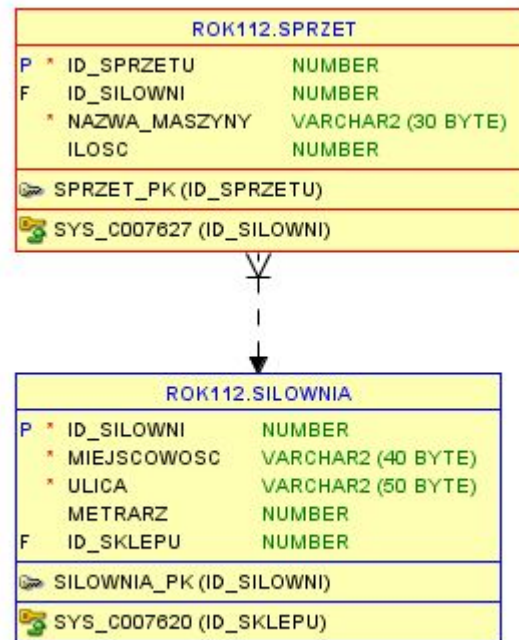 ROK112.SPRZET
P * ID_SPRZETU NUMBER
F ID_SILOWNI NUMBER
* NAZWA_MASZYNY VARCHAR2 (30 BYTE)
ILOSC NUMBER
SPRZET_PK (ID_SPRZETU)
SYS_C007627 (ID_SILOWNI)
ROK112.SILOWNIA
P * ID_SILOWNI NUMBER
* MIEJSCOWOSC VARCHAR2 (40 BYTE)
* ULICA VARCHAR2 (50 BYTE)
METRARZ NUMBER
F ID_SKLEPU NUMBER
SILOWNIA_PK (ID_SILOWNI)
SYS_C007620 (ID_SKLEPU)